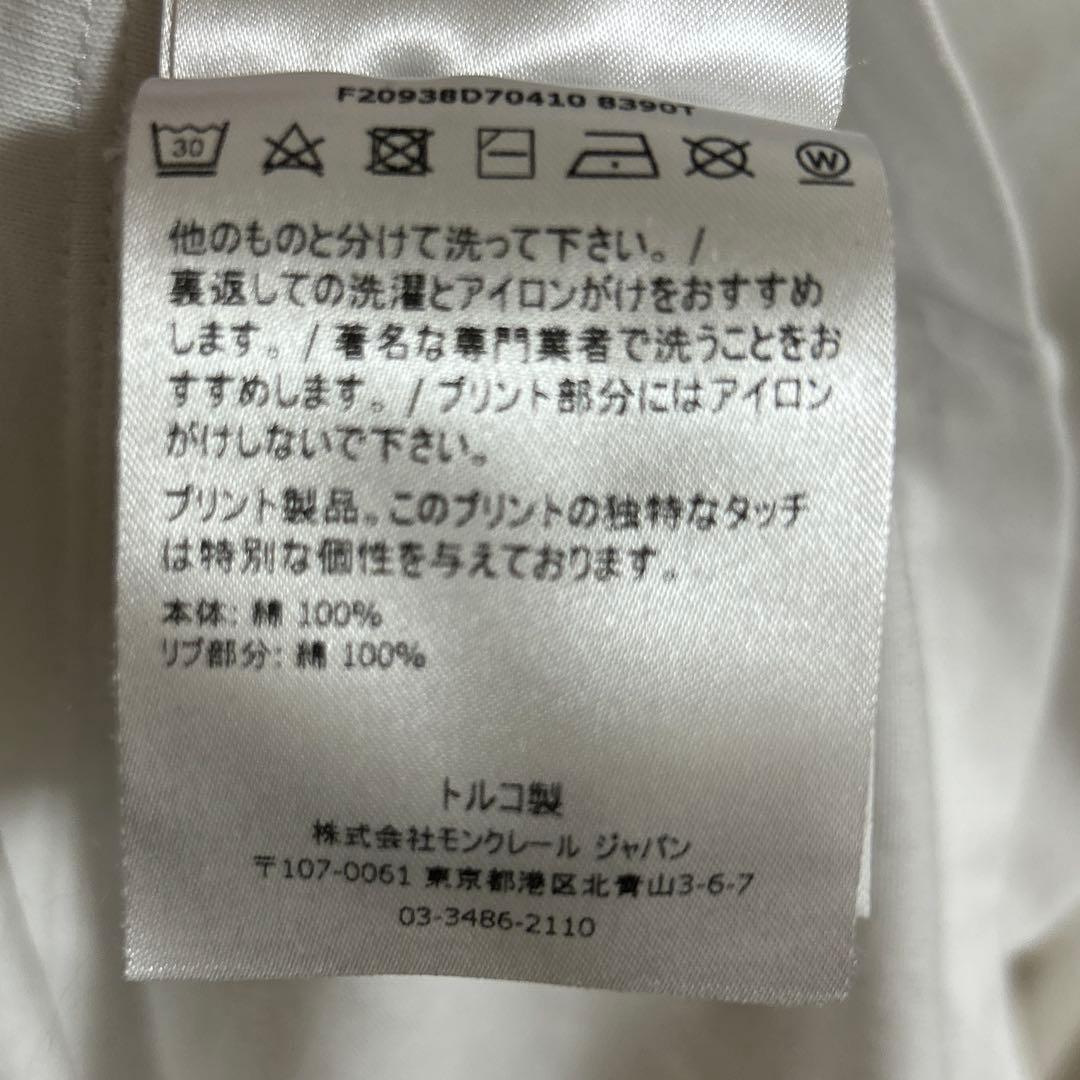 F20938D70410 8390T
30
W
他のものと分けて洗って下さい。/
裏返しての洗濯とアイロンがけをおすすめ
します。/ 著名な専門業者で洗うことをお
すすめします。/ プリント部分にはアイロン
がけしないで下さい。
プリント製品。このプリントの独特なタッチ
は特別な個性を与えております。
本体: 綿 100%
リブ部分: 綿 100%
トルコ製
株式会社モンクレール ジャパン
〒107-0061 東京都港区北青山3-6-7
03-3486-2110